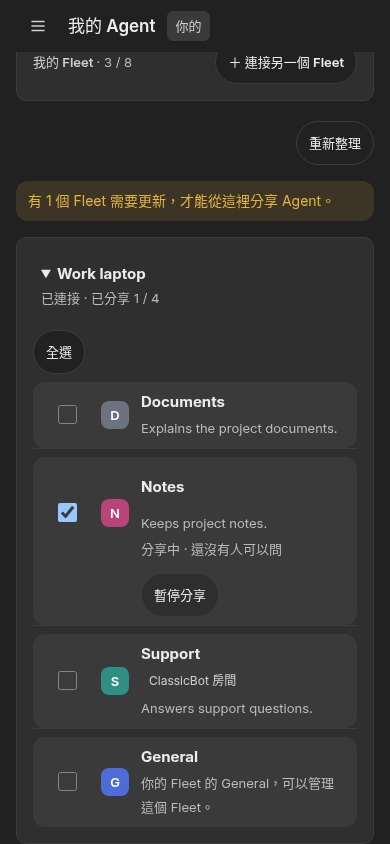 我的 Agent 你的
我的 Fleet · 3 / 8
＋ 連接另一個 Fleet
重新整理
有 1 個 Fleet 需要更新，才能從這裡分享 Agent。
▼ Work laptop
已連接 · 已分享 1 / 4
全選
D
Documents
Explains the project documents.
N
Notes
Keeps project notes.
分享中 · 還沒有人可以問
暫停分享
S
Support
ClassicBot 房間
Answers support questions.
G
General
你的 Fleet 的 General，可以管理
這個 Fleet。